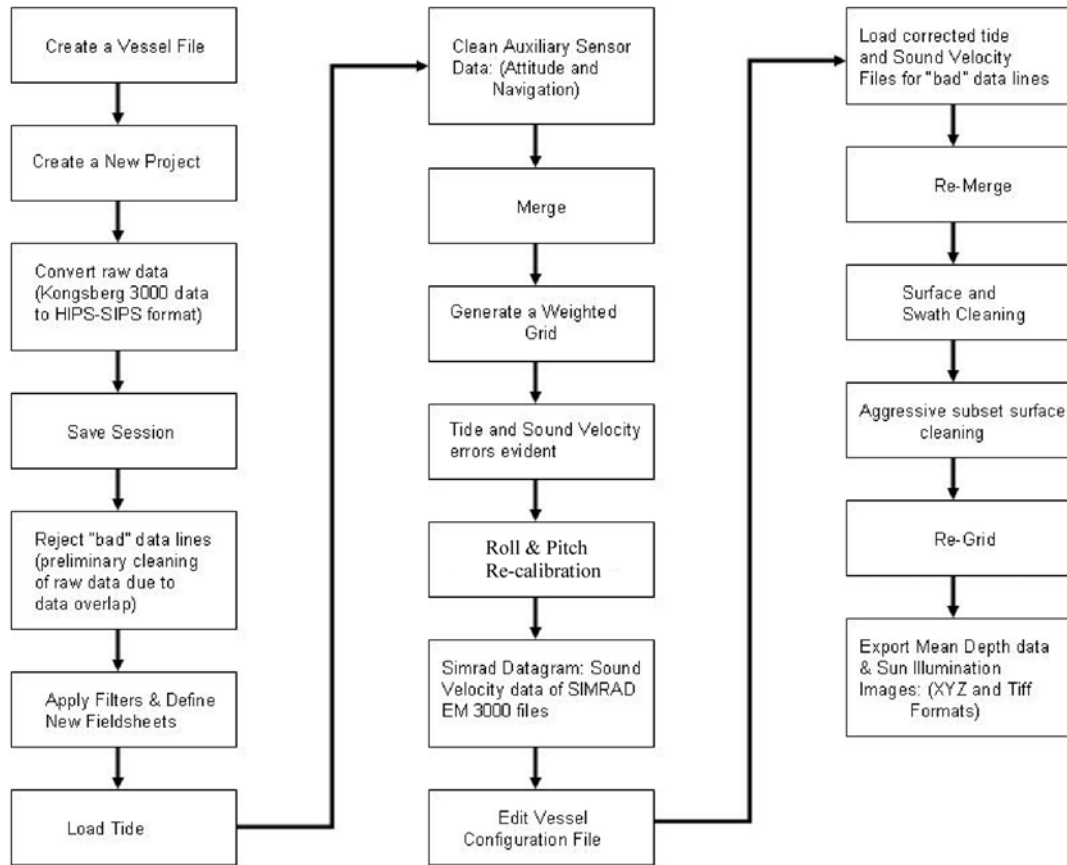 Create a Vessel File
Create a New Project
Convert raw data
(Kongsberg 3000 data
to HIPS-SIPS format)
Save Session
Reject "bad" data lines
(preliminary cleaning
of raw data due to
data overlap)
Apply Filters & Define
New Fieldsheets
Load Tide
Clean Auxiliary Sensor
Data: (Attitude and
Navigation)
Merge
Generate a Weighted
Grid
Tide and Sound Velocity
errors evident
Roll & Pitch
Re-calibration
Simrad Datagram: Sound
Velocity data of SIMRAD
EM 3000 files
Edit Vessel
Configuration File
Load corrected tide
and Sound Velocity
Files for "bad" data lines
Re-Merge
Surface and
Swath Cleaning
Aggressive subset surface
cleaning
Re-Grid
Export Mean Depth data
& Sun Illumination
Images: (XYZ and Tiff
Formats)